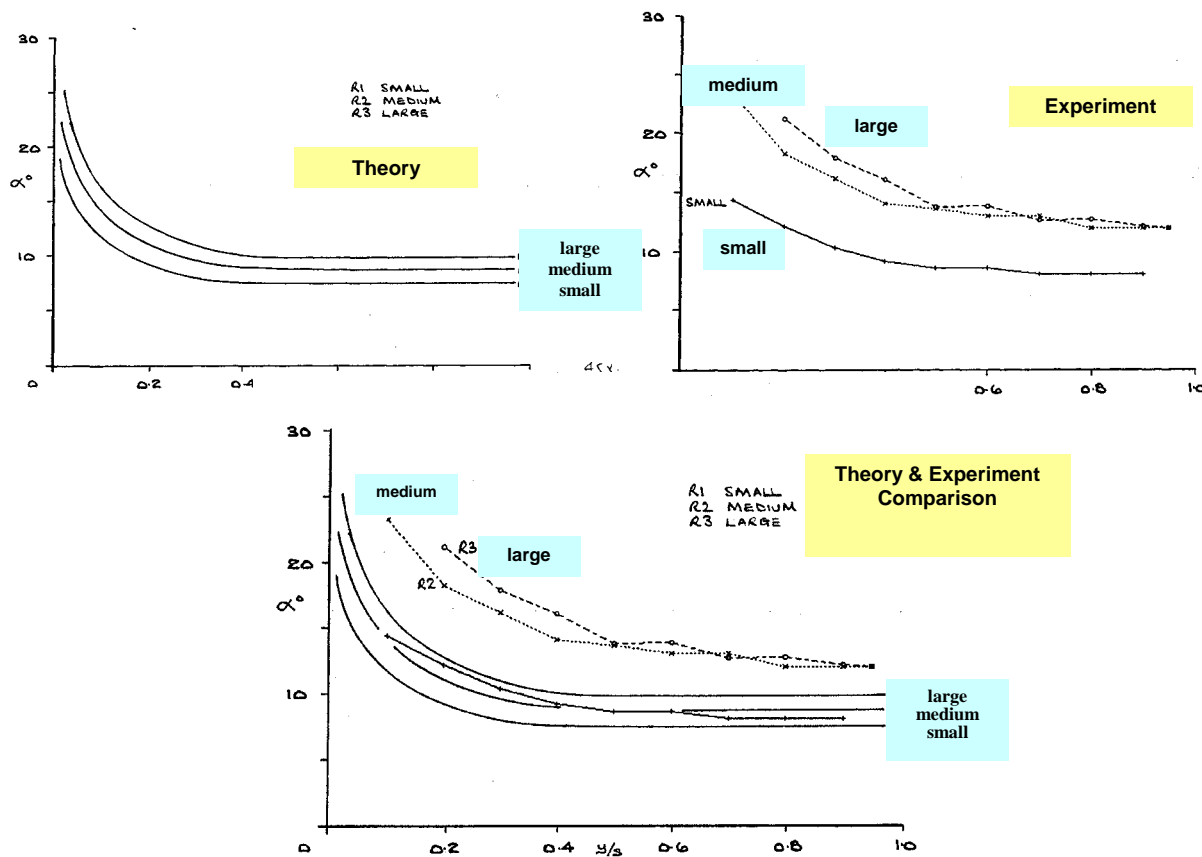 30
20
α°
10
0
0.2
0.4
R1 SMALL
R2 MEDIUM
R3 LARGE
Theory
large
medium
small
30
20
α°
10
0
0.6
0.8
1.0
medium
large
Experiment
SMALL
small
30
20
α°
10
0
0.2
0.4
y/s
0.6
0.8
1.0
medium
R3
large
R2
R1 SMALL
R2 MEDIUM
R3 LARGE
Theory & Experiment
Comparison
large
medium
small